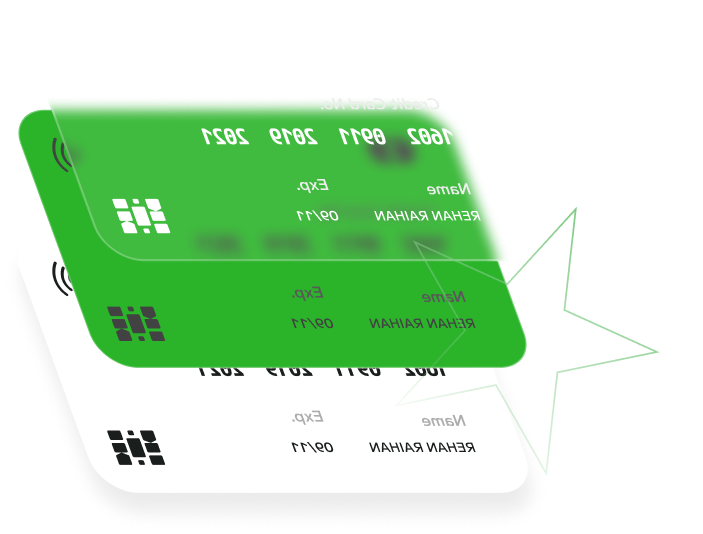 Credit Card No.
1602 0911 2019 2021
Name Exp.
REHAN RAIHAN 09/11
Name Exp.
REHAN RAIHAN 09/11
1602 0911 2019 2021
Name Exp.
REHAN RAIHAN 09/11